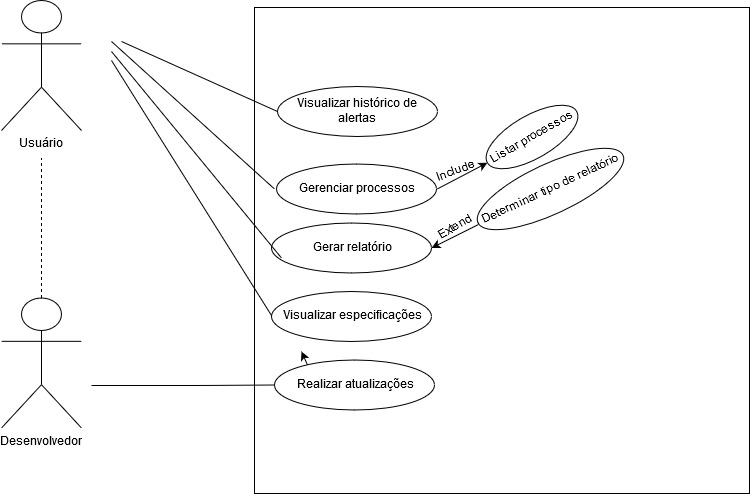 Usuário
Visualizar histórico de
alertas
Listar processos
Include
Gerenciar processos
Determinar tipo de relatório
Extend
Gerar relatório
Visualizar especificações
Realizar atualizações
Desenvolvedor